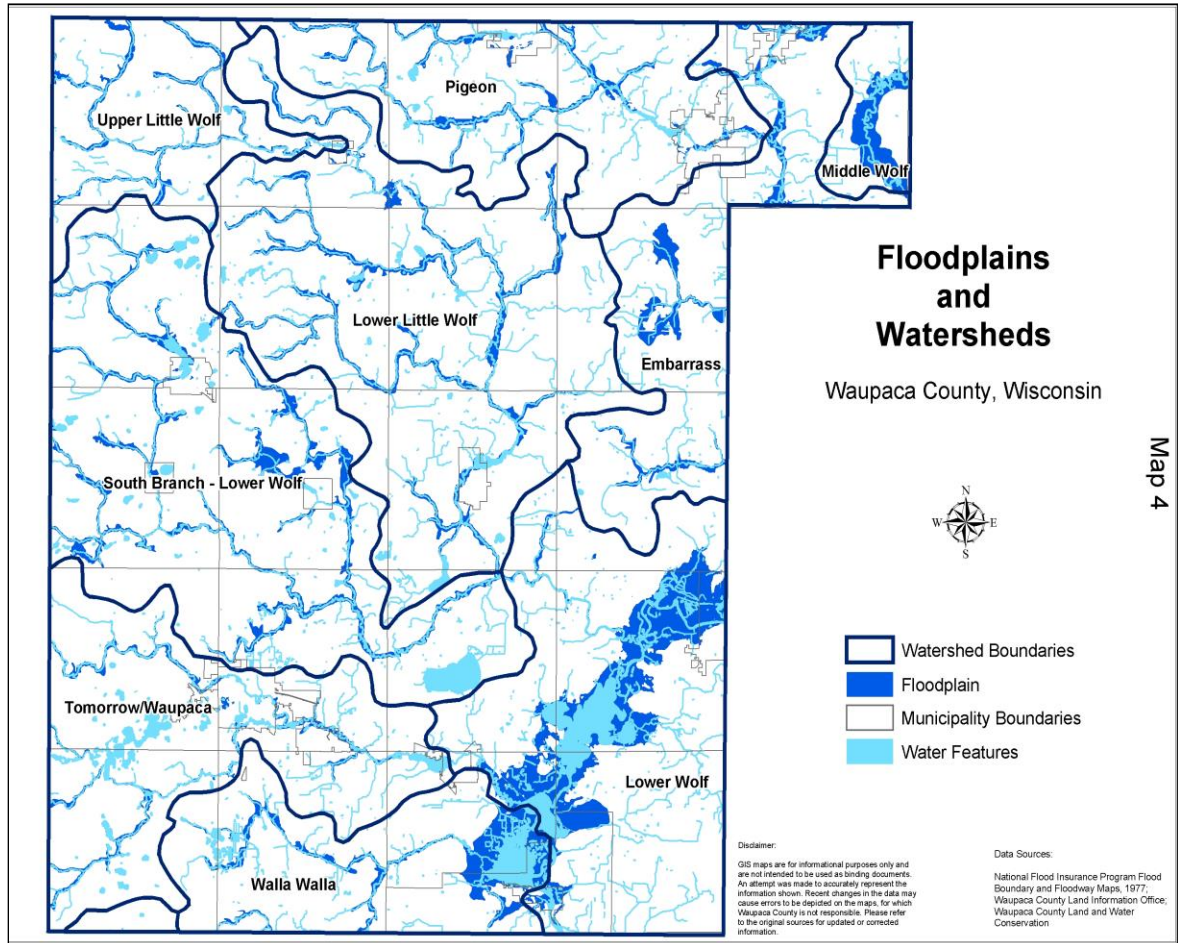 Pigeon
Upper Little Wolf
Middle Wolf
Floodplains
and
Watersheds
Waupaca County, Wisconsin
Lower Little Wolf
Embarrass
Map 4
South Branch - Lower Wolf
N
W
E
S
Watershed Boundaries
Floodplain
Municipality Boundaries
Water Features
Tomorrow/Waupaca
Lower Wolf
Walla Walla
Disclaimer:
GIS maps are for informational purposes only and
are not intended to be used as binding documents.
An attempt was made to accurately represent the
information shown. Recent changes in the data may
cause errors to be depicted on the maps, for which
Waupaca County is not responsible. Please refer
to the original sources for updated or corrected
information.
Data Sources:
National Flood Insurance Program Flood
Boundary and Floodway Maps, 1977;
Waupaca County Land Information Office;
Waupaca County Land and Water
Conservation